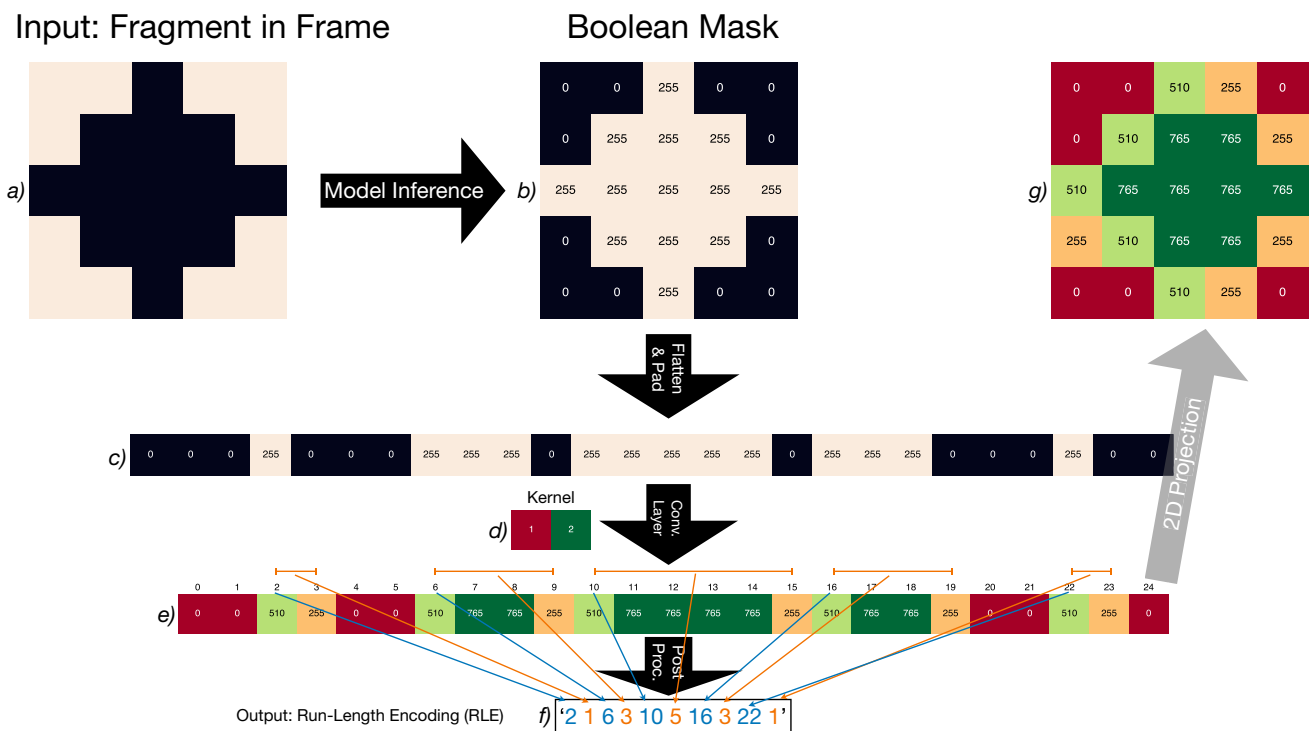 Input: Fragment in Frame
Boolean Mask
a)
Model Inference
b)
0 0 255 0 0
0 255 255 255 0
255 255 255 255 255
0 255 255 255 0
0 0 255 0 0
g)
0 0 510 255 0
0 510 765 765 255
510 765 765 765 765
255 510 765 765 255
0 0 510 255 0
Flatten
& Pad
c)
0 0 0 255 0 0 0 255 255 255 0 255 255 255 255 255 0 255 255 255 0 0 0 255 0 0
2D Projection
Kernel
d)
1 2
Conv.
Layer
0 1 2 3 4 5 6 7 8 9 10 11 12 13 14 15 16 17 18 19 20 21 22 23 24
e)
0 0 510 255 0 0 510 765 765 255 510 765 765 765 765 255 510 765 765 255 0 0 510 255 0
Post
Proc.
Output: Run-Length Encoding (RLE)
f)
‘2 1 6 3 10 5 16 3 22 1’